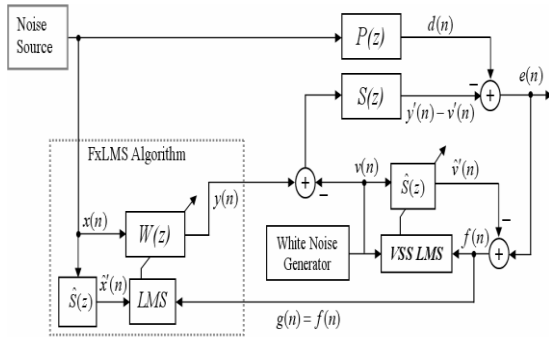 Noise
Source
P(z)
d(n)
e(n)
−
+
S(z)
y'(n) − v'(n)
FxLMS Algorithm
y(n)
+
−
v(n)
Ŝ(z)
v̂'(n)
−
x(n)
W(z)
White Noise
Generator
VSS LMS
f(n)
+
Ŝ(z)
x̂'(n)
LMS
g(n) = f(n)